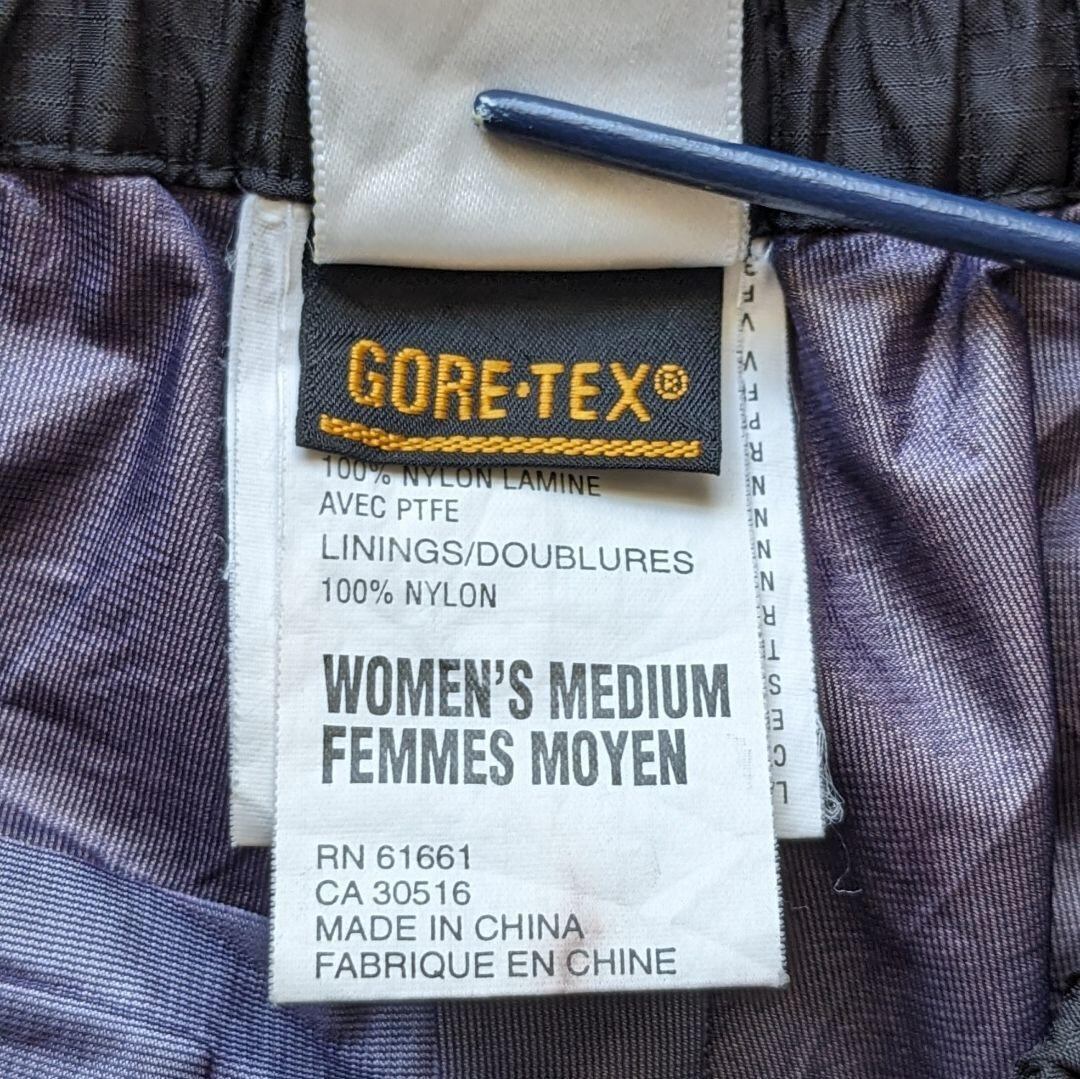 GORE-TEX®
100% NYLON LAMINE
AVEC PTFE
LININGS/DOUBLURES
100% NYLON
WOMEN'S MEDIUM
FEMMES MOYEN
RN 61661
CA 30516
MADE IN CHINA
FABRIQUE EN CHINE